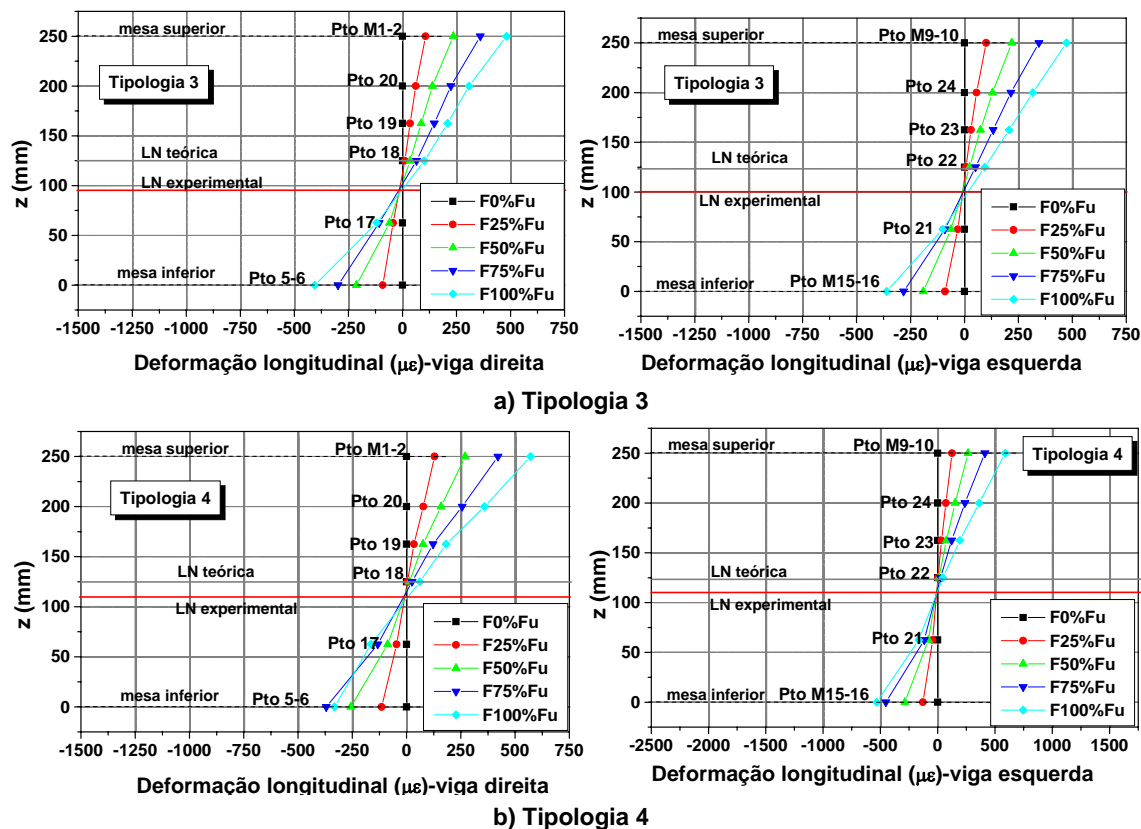 mesa superior
Pto M1-2
Tipologia 3
Pto 20
Pto 19
LN teórica
Pto 18
LN experimental
Pto 17
mesa inferior
Pto 5-6
F0%Fu
F25%Fu
F50%Fu
F75%Fu
F100%Fu
z (mm)
250
200
150
100
50
0
-1500 -1250 -1000 -750 -500 -250 0 250 500 750
Deformação longitudinal (με)-viga direita
mesa superior
Pto M9-10
Tipologia 3
Pto 24
Pto 23
LN teórica
Pto 22
LN experimental
Pto 21
mesa inferior
Pto M15-16
F0%Fu
F25%Fu
F50%Fu
F75%Fu
F100%Fu
z (mm)
250
200
150
100
50
0
-1500 -1250 -1000 -750 -500 -250 0 250 500 750
Deformação longitudinal (με)-viga esquerda
a) Tipologia 3
mesa superior
Pto M1-2
Tipologia 4
Pto 20
Pto 19
LN teórica
Pto 18
LN experimental
Pto 17
mesa inferior
Pto 5-6
F0%Fu
F25%Fu
F50%Fu
F75%Fu
F100%Fu
z (mm)
250
200
150
100
50
0
-1500 -1250 -1000 -750 -500 -250 0 250 500 750
Deformação longitudinal (με)-viga direita
mesa superior
Pto M9-10
Tipologia 4
Pto 24
Pto 23
LN teórica
Pto 22
LN experimental
Pto 21
mesa inferior
Pto M15-16
F0%Fu
F25%Fu
F50%Fu
F75%Fu
F100%Fu
z (mm)
250
200
150
100
50
0
-2500 -2000 -1500 -1000 -500 0 500 1000 1500
Deformação longitudinal (με)-viga esquerda
b) Tipologia 4